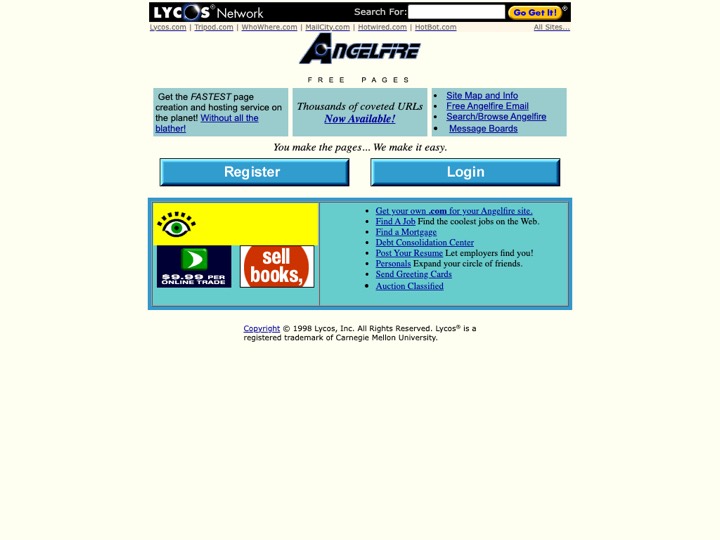 LYCOS® Network Search For: Go Get It!®
Lycos.com | Tripod.com | WhoWhere.com | MailCity.com | Hotwired.com | HotBot.com All Sites...
ANGELFIRE
FREE PAGES
Get the FASTEST page
creation and hosting service on
the planet! Without all the
blather!
Thousands of coveted URLs
Now Available!
Site Map and Info
Free Angelfire Email
Search/Browse Angelfire
Message Boards
You make the pages... We make it easy.
Register Login
$9.99 PER
ONLINE TRADE
sell
books,
Get your own .com for your Angelfire site.
Find A Job Find the coolest jobs on the Web.
Find a Mortgage
Debt Consolidation Center
Post Your Resume Let employers find you!
Personals Expand your circle of friends.
Send Greeting Cards
Auction Classified
Copyright © 1998 Lycos, Inc. All Rights Reserved. Lycos® is a
registered trademark of Carnegie Mellon University.